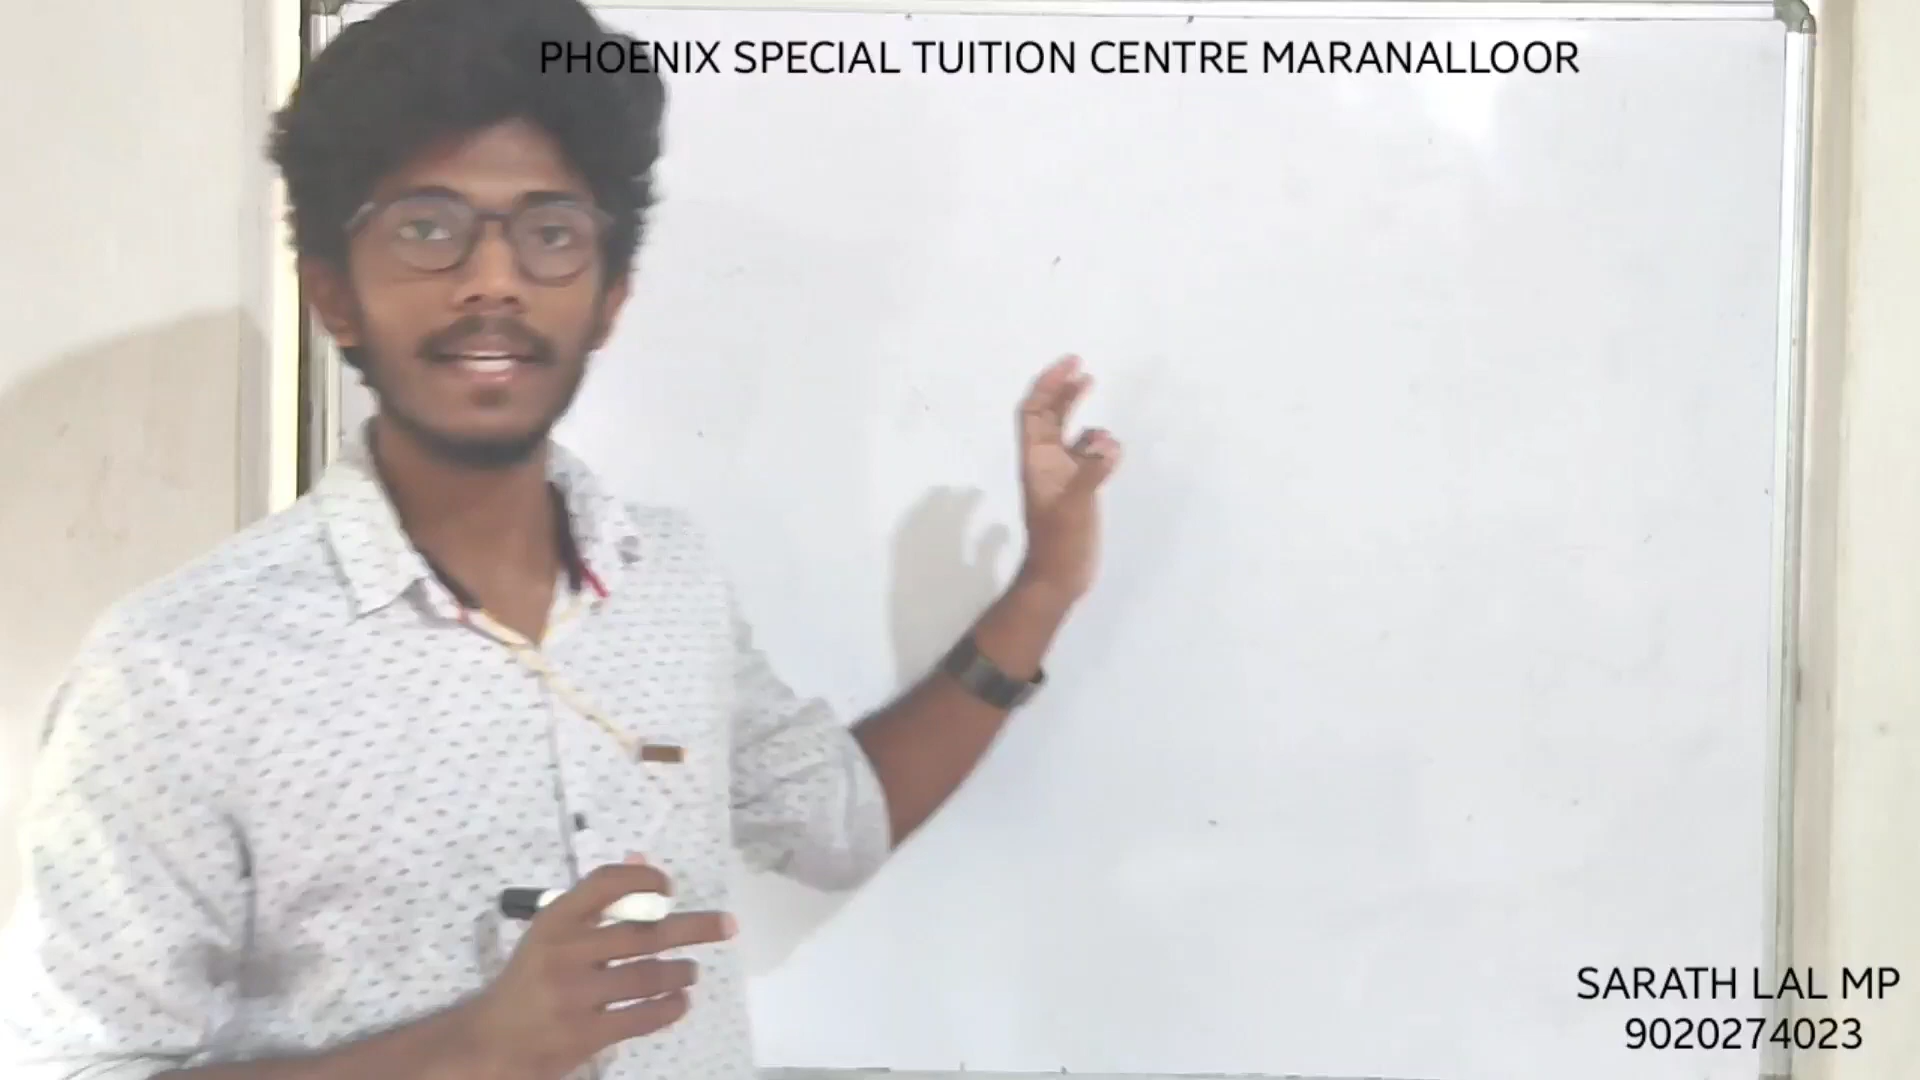 PHOENIX SPECIAL TUITION CENTRE MARANALLOOR
SARATH LAL MP
9020274023